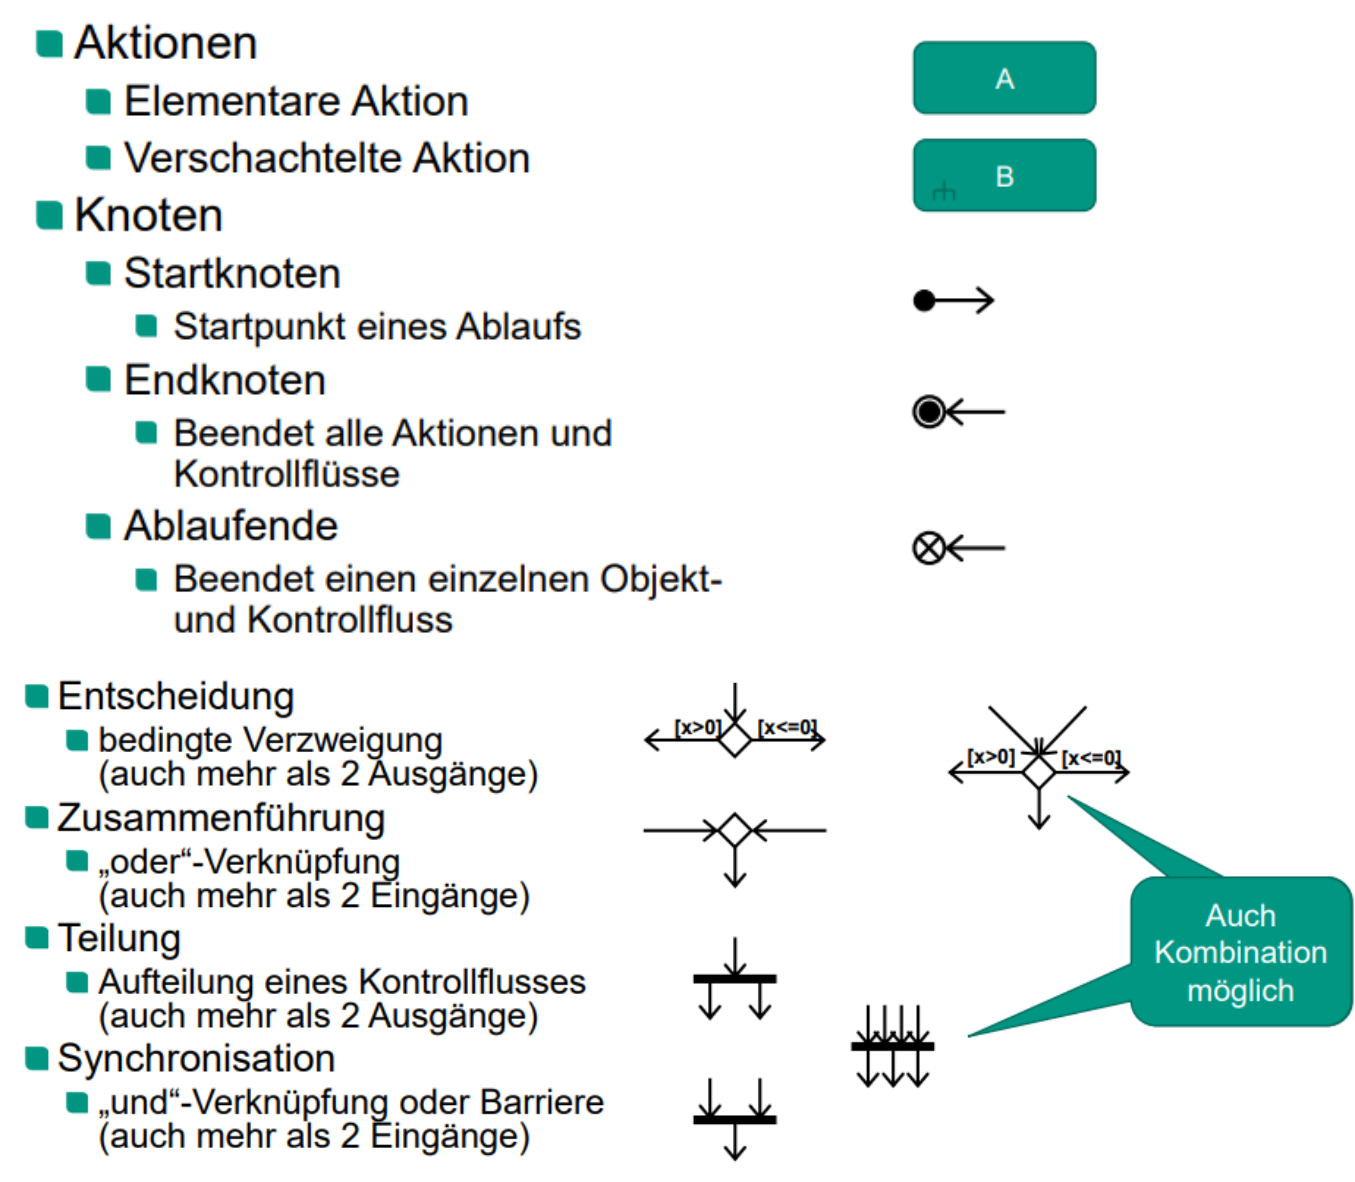 Aktionen
Elementare Aktion
A
Verschachtelte Aktion
B
Knoten
Startknoten
Startpunkt eines Ablaufs
Endknoten
Beendet alle Aktionen und
Kontrollflüsse
Ablaufende
Beendet einen einzelnen Objekt-
und Kontrollfluss
Entscheidung
bedingte Verzweigung
(auch mehr als 2 Ausgänge)
[x>0] [x<=0]
[x>0] [x<=0]
Zusammenführung
„oder“-Verknüpfung
(auch mehr als 2 Eingänge)
Teilung
Aufteilung eines Kontrollflusses
(auch mehr als 2 Ausgänge)
Auch
Kombination
möglich
Synchronisation
„und“-Verknüpfung oder Barriere
(auch mehr als 2 Eingänge)